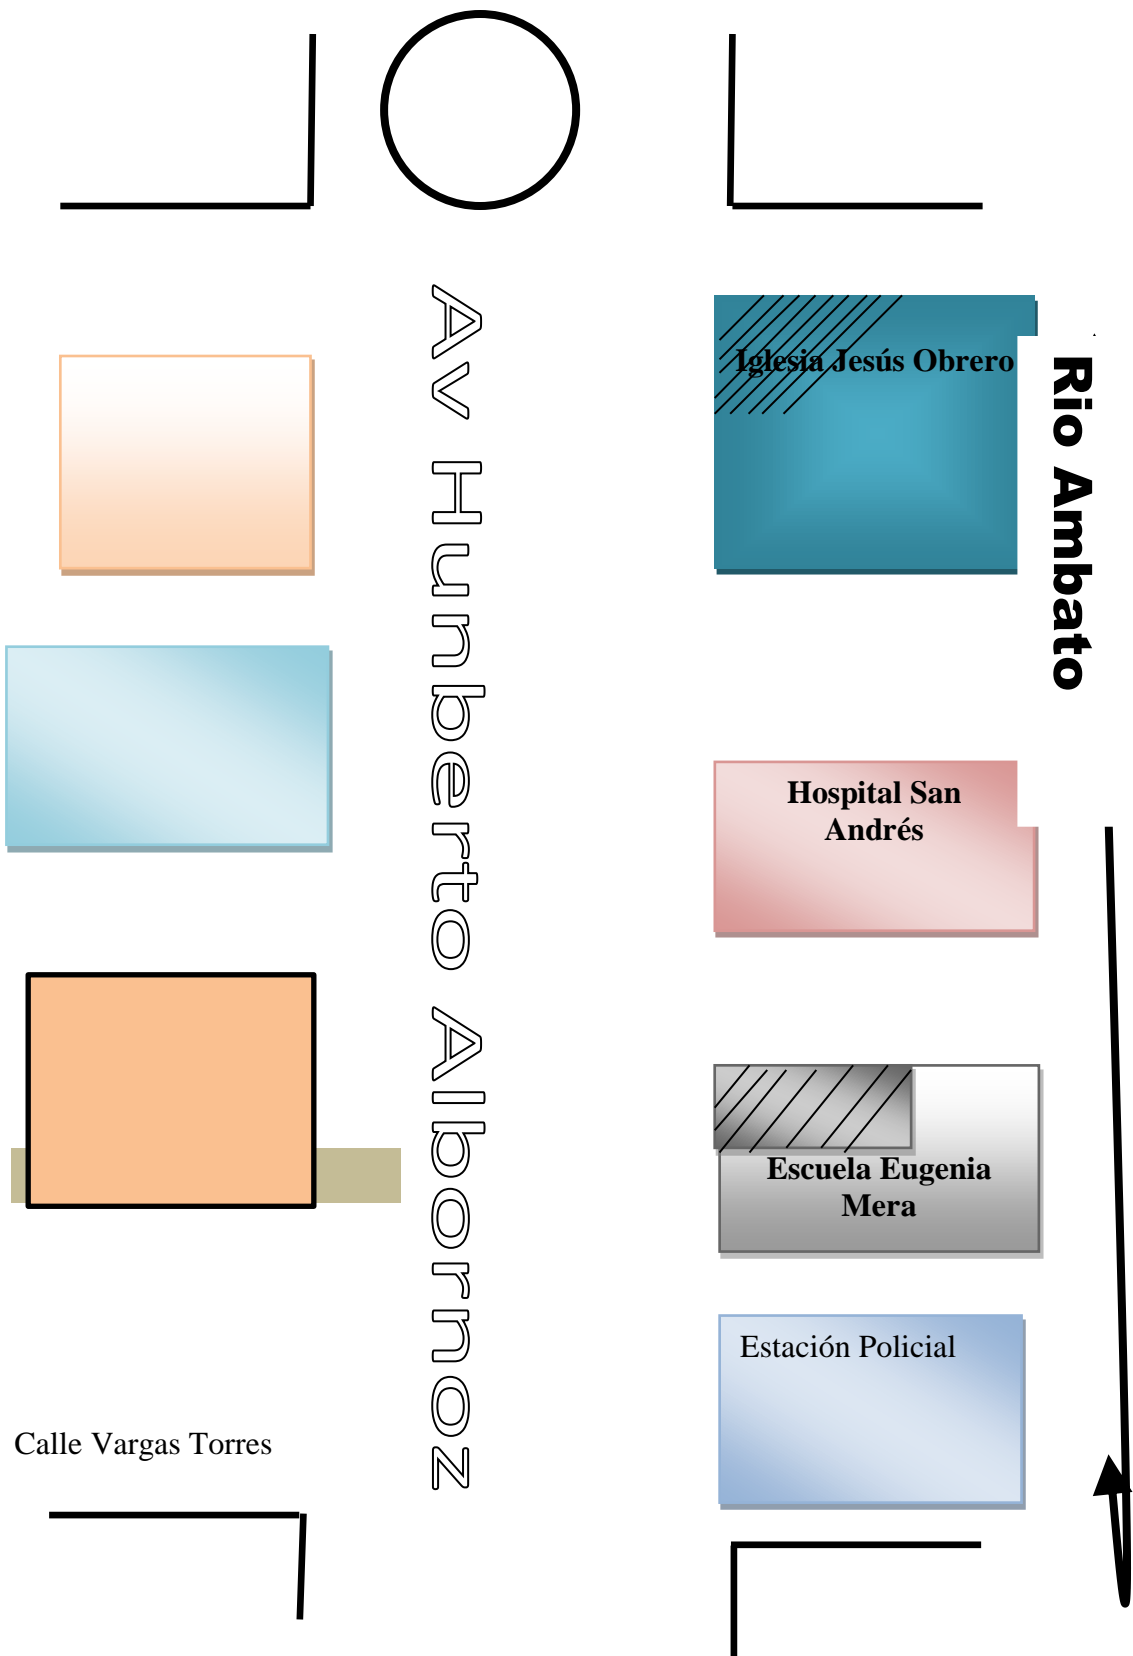 Av Hunberto Albornoz
Iglesia Jesús Obrero
Rio Ambato
Hospital San
Andrés
Escuela Eugenia
Mera
Estación Policial
Calle Vargas Torres